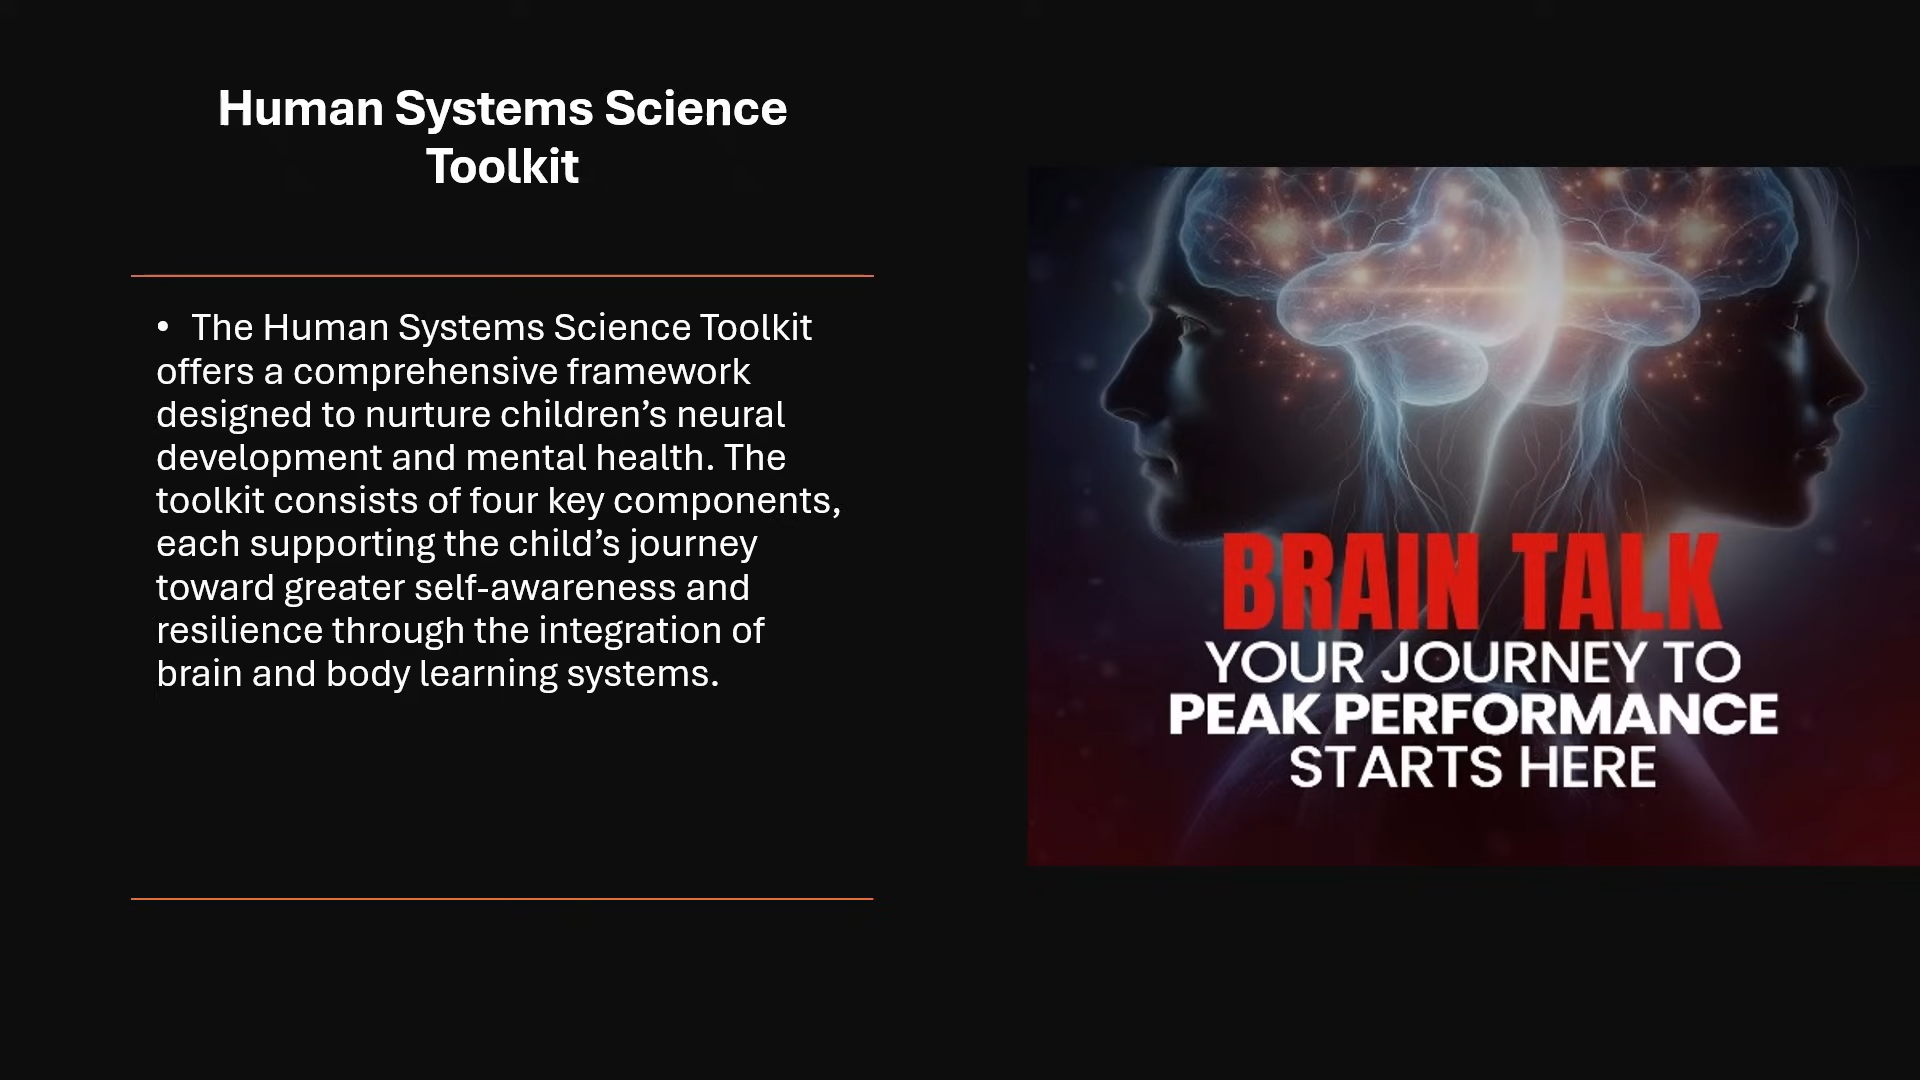 Human Systems Science
Toolkit
• The Human Systems Science Toolkit
offers a comprehensive framework
designed to nurture children’s neural
development and mental health. The
toolkit consists of four key components,
each supporting the child’s journey
toward greater self-awareness and
resilience through the integration of
brain and body learning systems.
BRAIN TALK
YOUR JOURNEY TO
PEAK PERFORMANCE
STARTS HERE